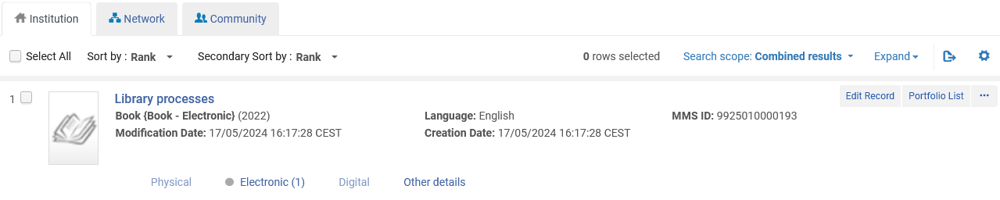 Institution Network Community
Select All Sort by : Rank Secondary Sort by : Rank 0 rows selected Search scope: Combined results Expand
1 Library processes Edit Record Portfolio List ...
Book {Book - Electronic} (2022) Language: English MMS ID: 9925010000193
Modification Date: 17/05/2024 16:17:28 CEST Creation Date: 17/05/2024 16:17:28 CEST
Physical Electronic (1) Digital Other details